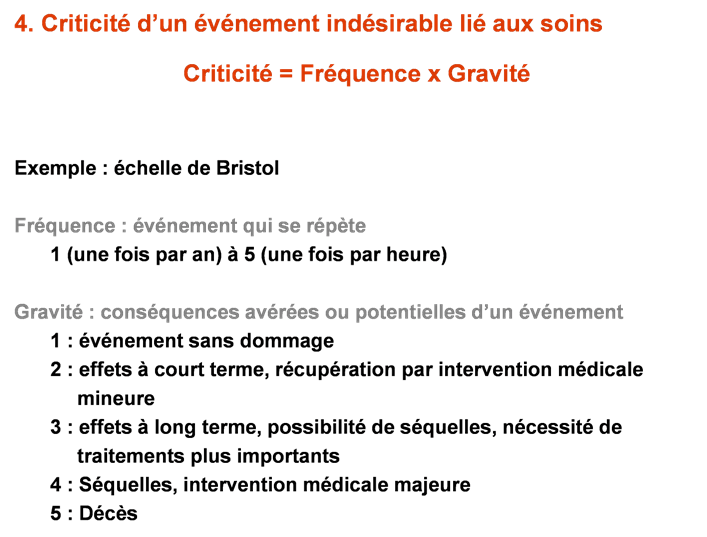 4. Criticité d’un événement indésirable lié aux soins
Criticité = Fréquence x Gravité
Exemple : échelle de Bristol
Fréquence : événement qui se répète
1 (une fois par an) à 5 (une fois par heure)
Gravité : conséquences avérées ou potentielles d’un événement
1 : événement sans dommage
2 : effets à court terme, récupération par intervention médicale
mineure
3 : effets à long terme, possibilité de séquelles, nécessité de
traitements plus importants
4 : Séquelles, intervention médicale majeure
5 : Décès